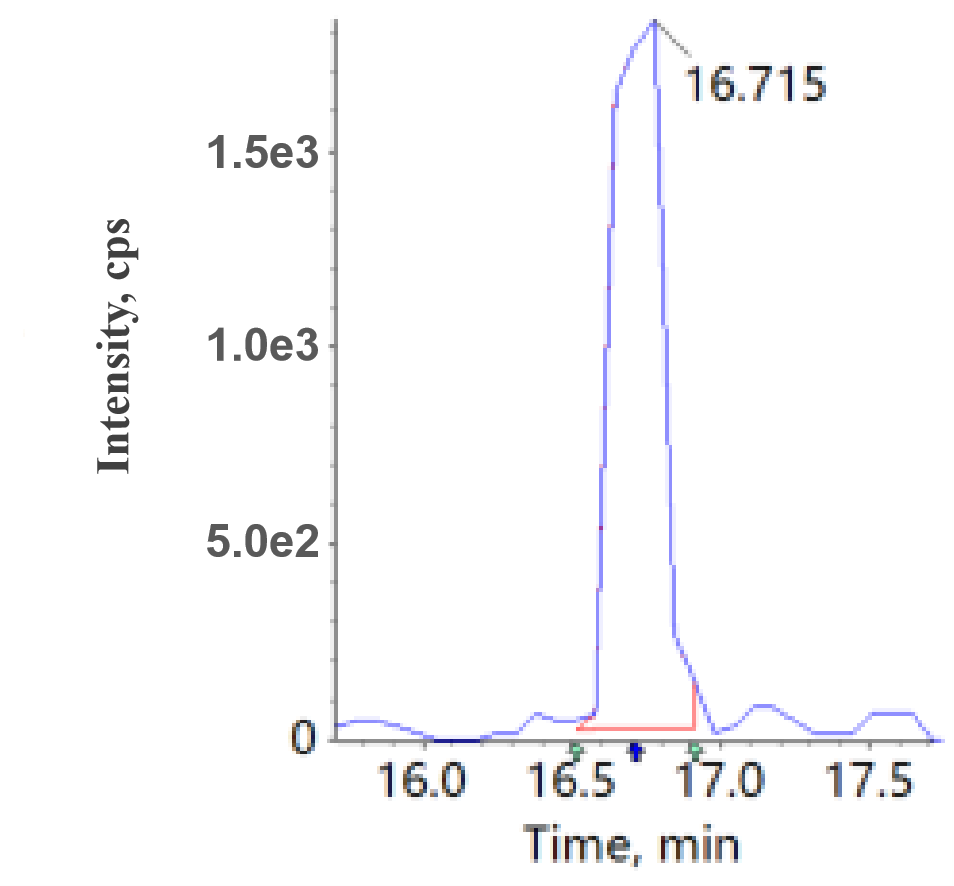 16.715
1.5e3
Intensity, cps
1.0e3
5.0e2
0
16.0 16.5 17.0 17.5
Time, min